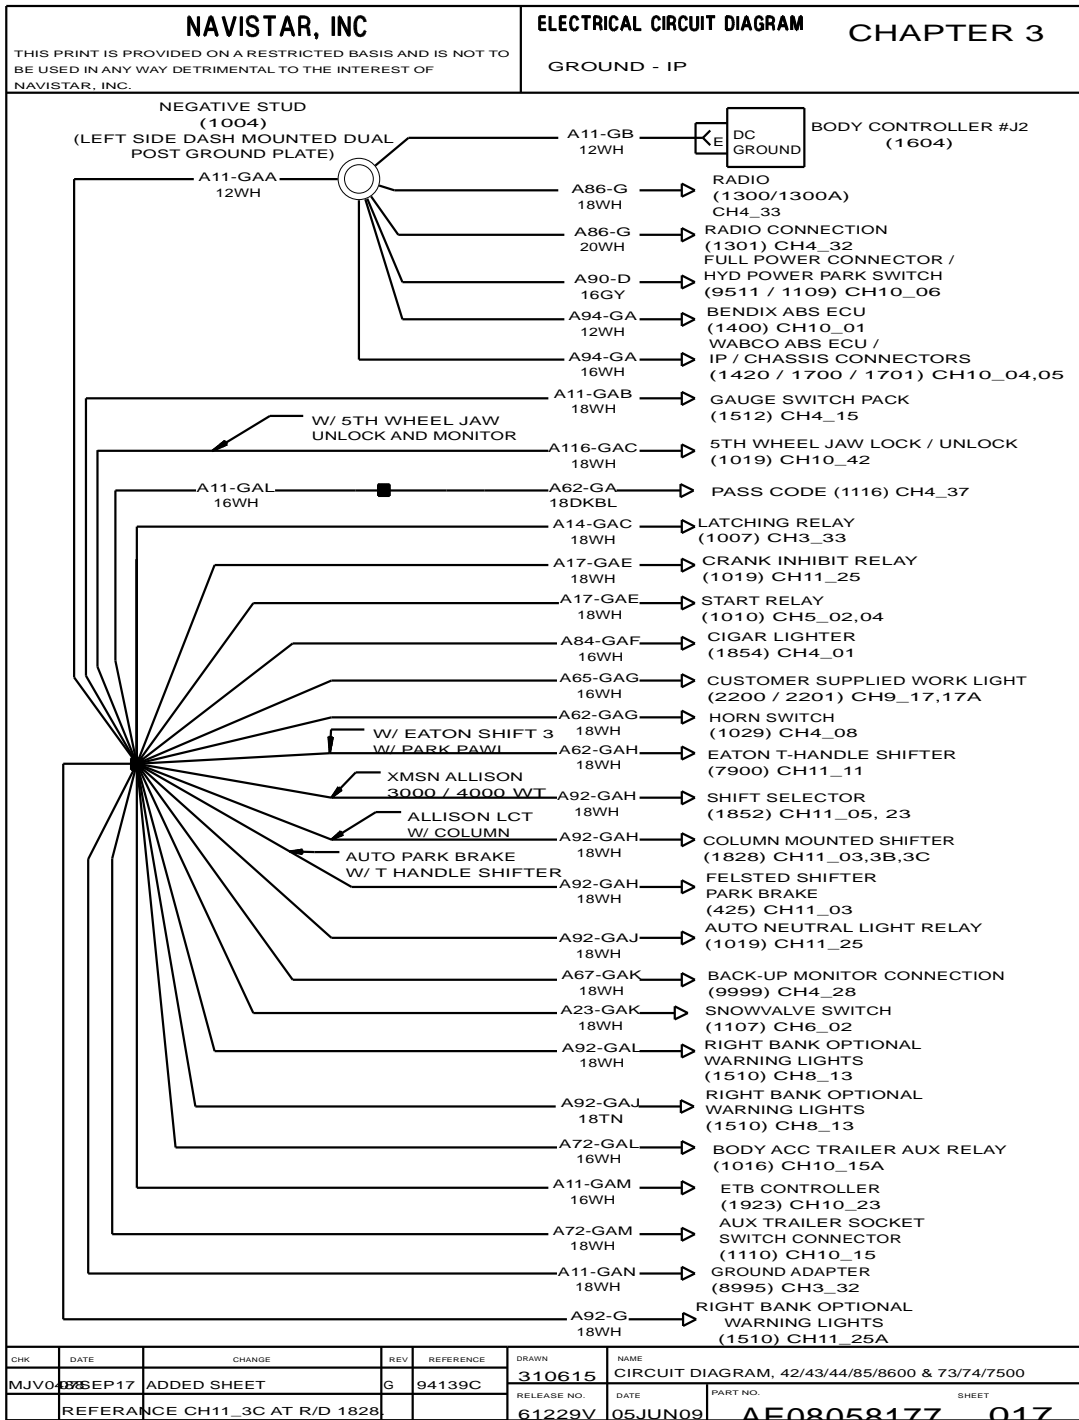 NAVISTAR, INC
THIS PRINT IS PROVIDED ON A RESTRICTED BASIS AND IS NOT TO
BE USED IN ANY WAY DETRIMENTAL TO THE INTEREST OF
NAVISTAR, INC.
ELECTRICAL CIRCUIT DIAGRAM
CHAPTER 3
GROUND - IP
NEGATIVE STUD
(1004)
(LEFT SIDE DASH MOUNTED DUAL
POST GROUND PLATE)
A11-GAA
12WH
A11-GB
12WH
E
DC
GROUND
BODY CONTROLLER #J2
(1604)
A86-G
18WH
RADIO
(1300/1300A)
CH4_33
A86-G
20WH
RADIO CONNECTION
(1301) CH4_32
A90-D
16GY
FULL POWER CONNECTOR /
HYD POWER PARK SWITCH
(9511 / 1109) CH10_06
A94-GA
12WH
BENDIX ABS ECU
(1400) CH10_01
A94-GA
16WH
WABCO ABS ECU /
IP / CHASSIS CONNECTORS
(1420 / 1700 / 1701) CH10_04,05
A11-GAB
18WH
GAUGE SWITCH PACK
(1512) CH4_15
W/ 5TH WHEEL JAW
UNLOCK AND MONITOR
A116-GAC
18WH
5TH WHEEL JAW LOCK / UNLOCK
(1019) CH10_42
A11-GAL
16WH
A62-GA
18DKBL
PASS CODE (1116) CH4_37
A14-GAC
18WH
LATCHING RELAY
(1007) CH3_33
A17-GAE
18WH
CRANK INHIBIT RELAY
(1019) CH11_25
A17-GAE
18WH
START RELAY
(1010) CH5_02,04
A84-GAF
16WH
CIGAR LIGHTER
(1854) CH4_01
A65-GAG
16WH
CUSTOMER SUPPLIED WORK LIGHT
(2200 / 2201) CH9_17,17A
A62-GAG
18WH
HORN SWITCH
(1029) CH4_08
W/ EATON SHIFT 3
W/ PARK PAWL
A62-GAH
18WH
EATON T-HANDLE SHIFTER
(7900) CH11_11
XMSN ALLISON
3000 / 4000 WT
A92-GAH
18WH
SHIFT SELECTOR
(1852) CH11_05, 23
ALLISON LCT
W/ COLUMN
A92-GAH
18WH
COLUMN MOUNTED SHIFTER
(1828) CH11_03,3B,3C
AUTO PARK BRAKE
W/ T HANDLE SHIFTER
A92-GAH
18WH
FELSTED SHIFTER
PARK BRAKE
(425) CH11_03
A92-GAJ
18WH
AUTO NEUTRAL LIGHT RELAY
(1019) CH11_25
A67-GAK
18WH
BACK-UP MONITOR CONNECTION
(9999) CH4_28
A23-GAK
18WH
SNOWVALVE SWITCH
(1107) CH6_02
A92-GAL
18WH
RIGHT BANK OPTIONAL
WARNING LIGHTS
(1510) CH8_13
A92-GAJ
18TN
RIGHT BANK OPTIONAL
WARNING LIGHTS
(1510) CH8_13
A72-GAL
16WH
BODY ACC TRAILER AUX RELAY
(1016) CH10_15A
A11-GAM
16WH
ETB CONTROLLER
(1923) CH10_23
A72-GAM
18WH
AUX TRAILER SOCKET
SWITCH CONNECTOR
(1110) CH10_15
A11-GAN
18WH
GROUND ADAPTER
(8995) CH3_32
A92-G
18WH
RIGHT BANK OPTIONAL
WARNING LIGHTS
(1510) CH11_25A
CHK DATE CHANGE REV REFERENCE
07SEP17 ADDED SHEET G 94139C
REFERANCE CH11_3C AT R/D 1828.
DRAWN
310615
NAME
CIRCUIT DIAGRAM, 42/43/44/85/8600 & 73/74/7500
RELEASE NO.
61229V
DATE
05JUN09
PART NO.
AE08058177
SHEET
017